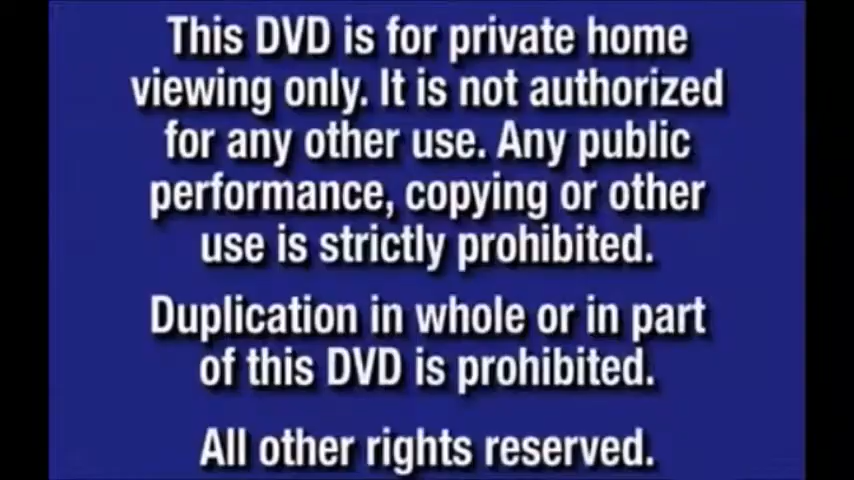 This DVD is for private home
viewing only. It is not authorized
for any other use. Any public
performance, copying or other
use is strictly prohibited.
Duplication in whole or in part
of this DVD is prohibited.
All other rights reserved.